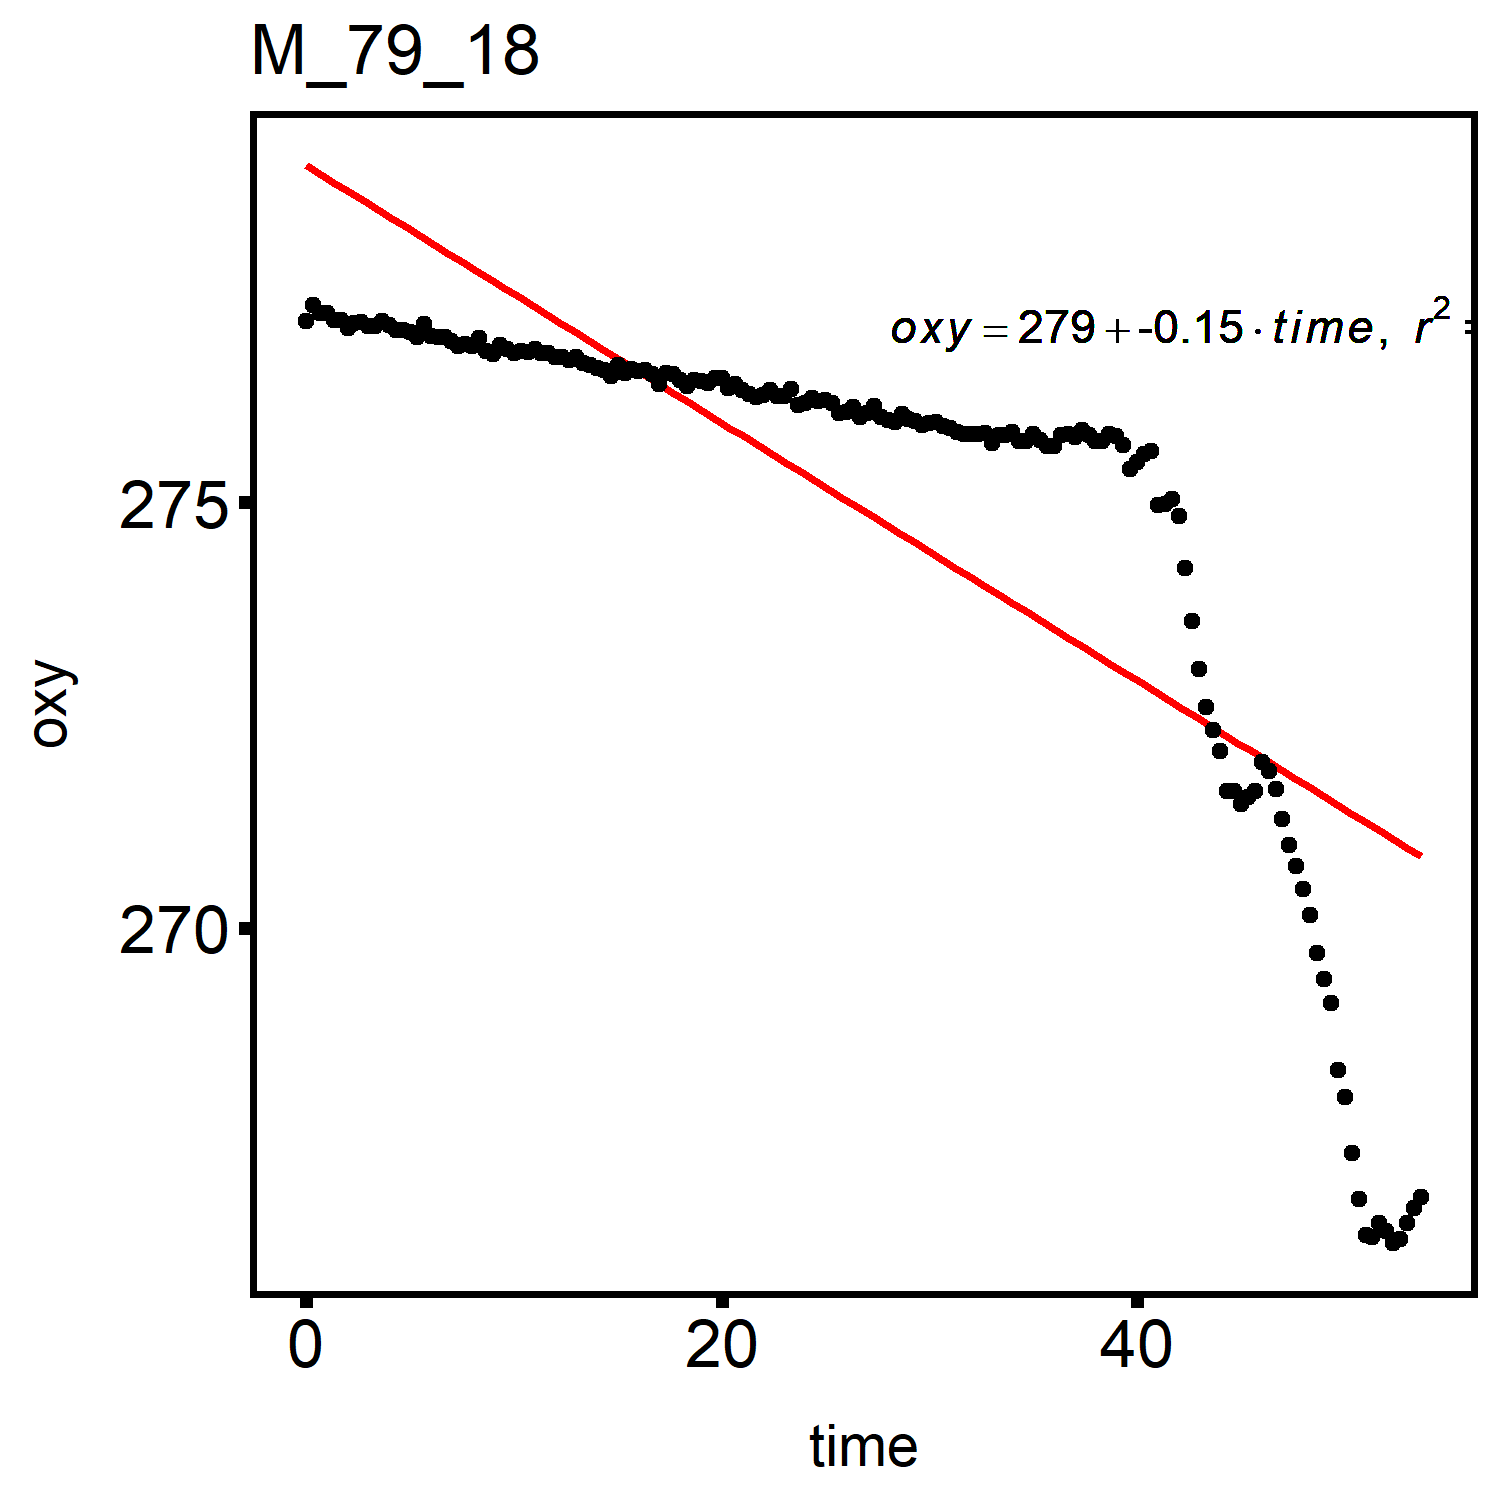 M_79_18
oxy = 279 + -0.15 · time, r² =
275
270
oxy
0 20 40
time